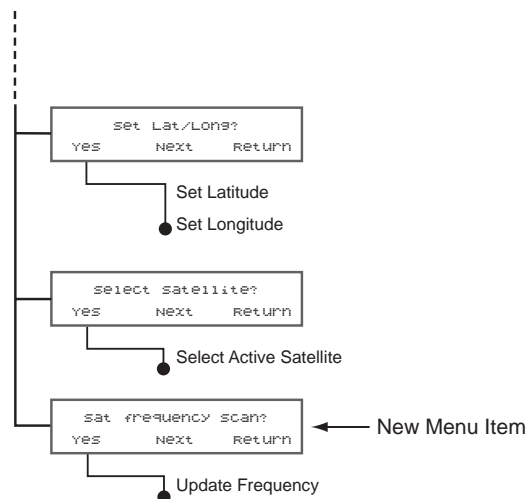 Set Lat/Long?
Yes Next Return
Set Latitude
Set Longitude
Select Satellite?
Yes Next Return
Select Active Satellite
Sat frequency scan?
Yes Next Return
New Menu Item
Update Frequency